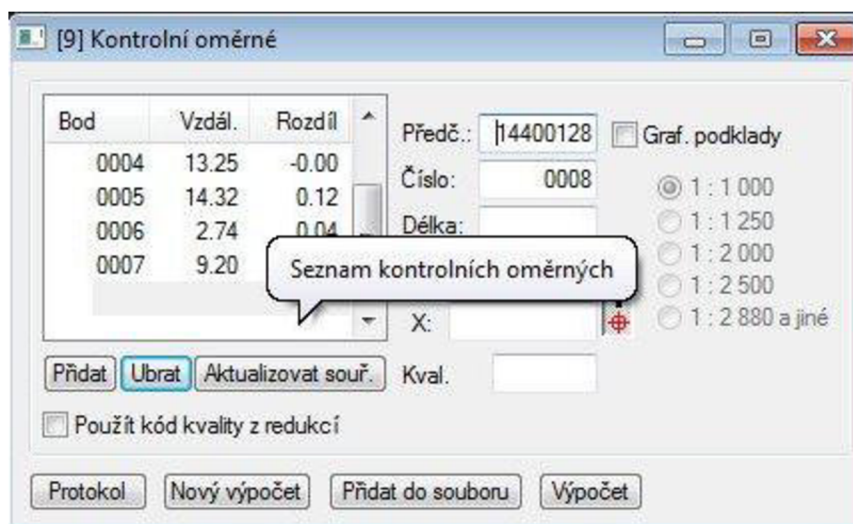 [9] Kontrolní oměrné
Bod Vzdál. Rozdíl
0004 13.25 -0.00
0005 14.32 0.12
0006 2.74 0.04
0007 9.20
Seznam kontrolních oměrných
Předč.: 14400128
Číslo: 0008
Délka:
X:
Kval.
Graf. podklady
1 : 1 000
1 : 1 250
1 : 2 000
1 : 2 500
1 : 2 880 a jiné
Přidat Ubrat Aktualizovat souř.
Použít kód kvality z redukcí
Protokol Nový výpočet Přidat do souboru Výpočet